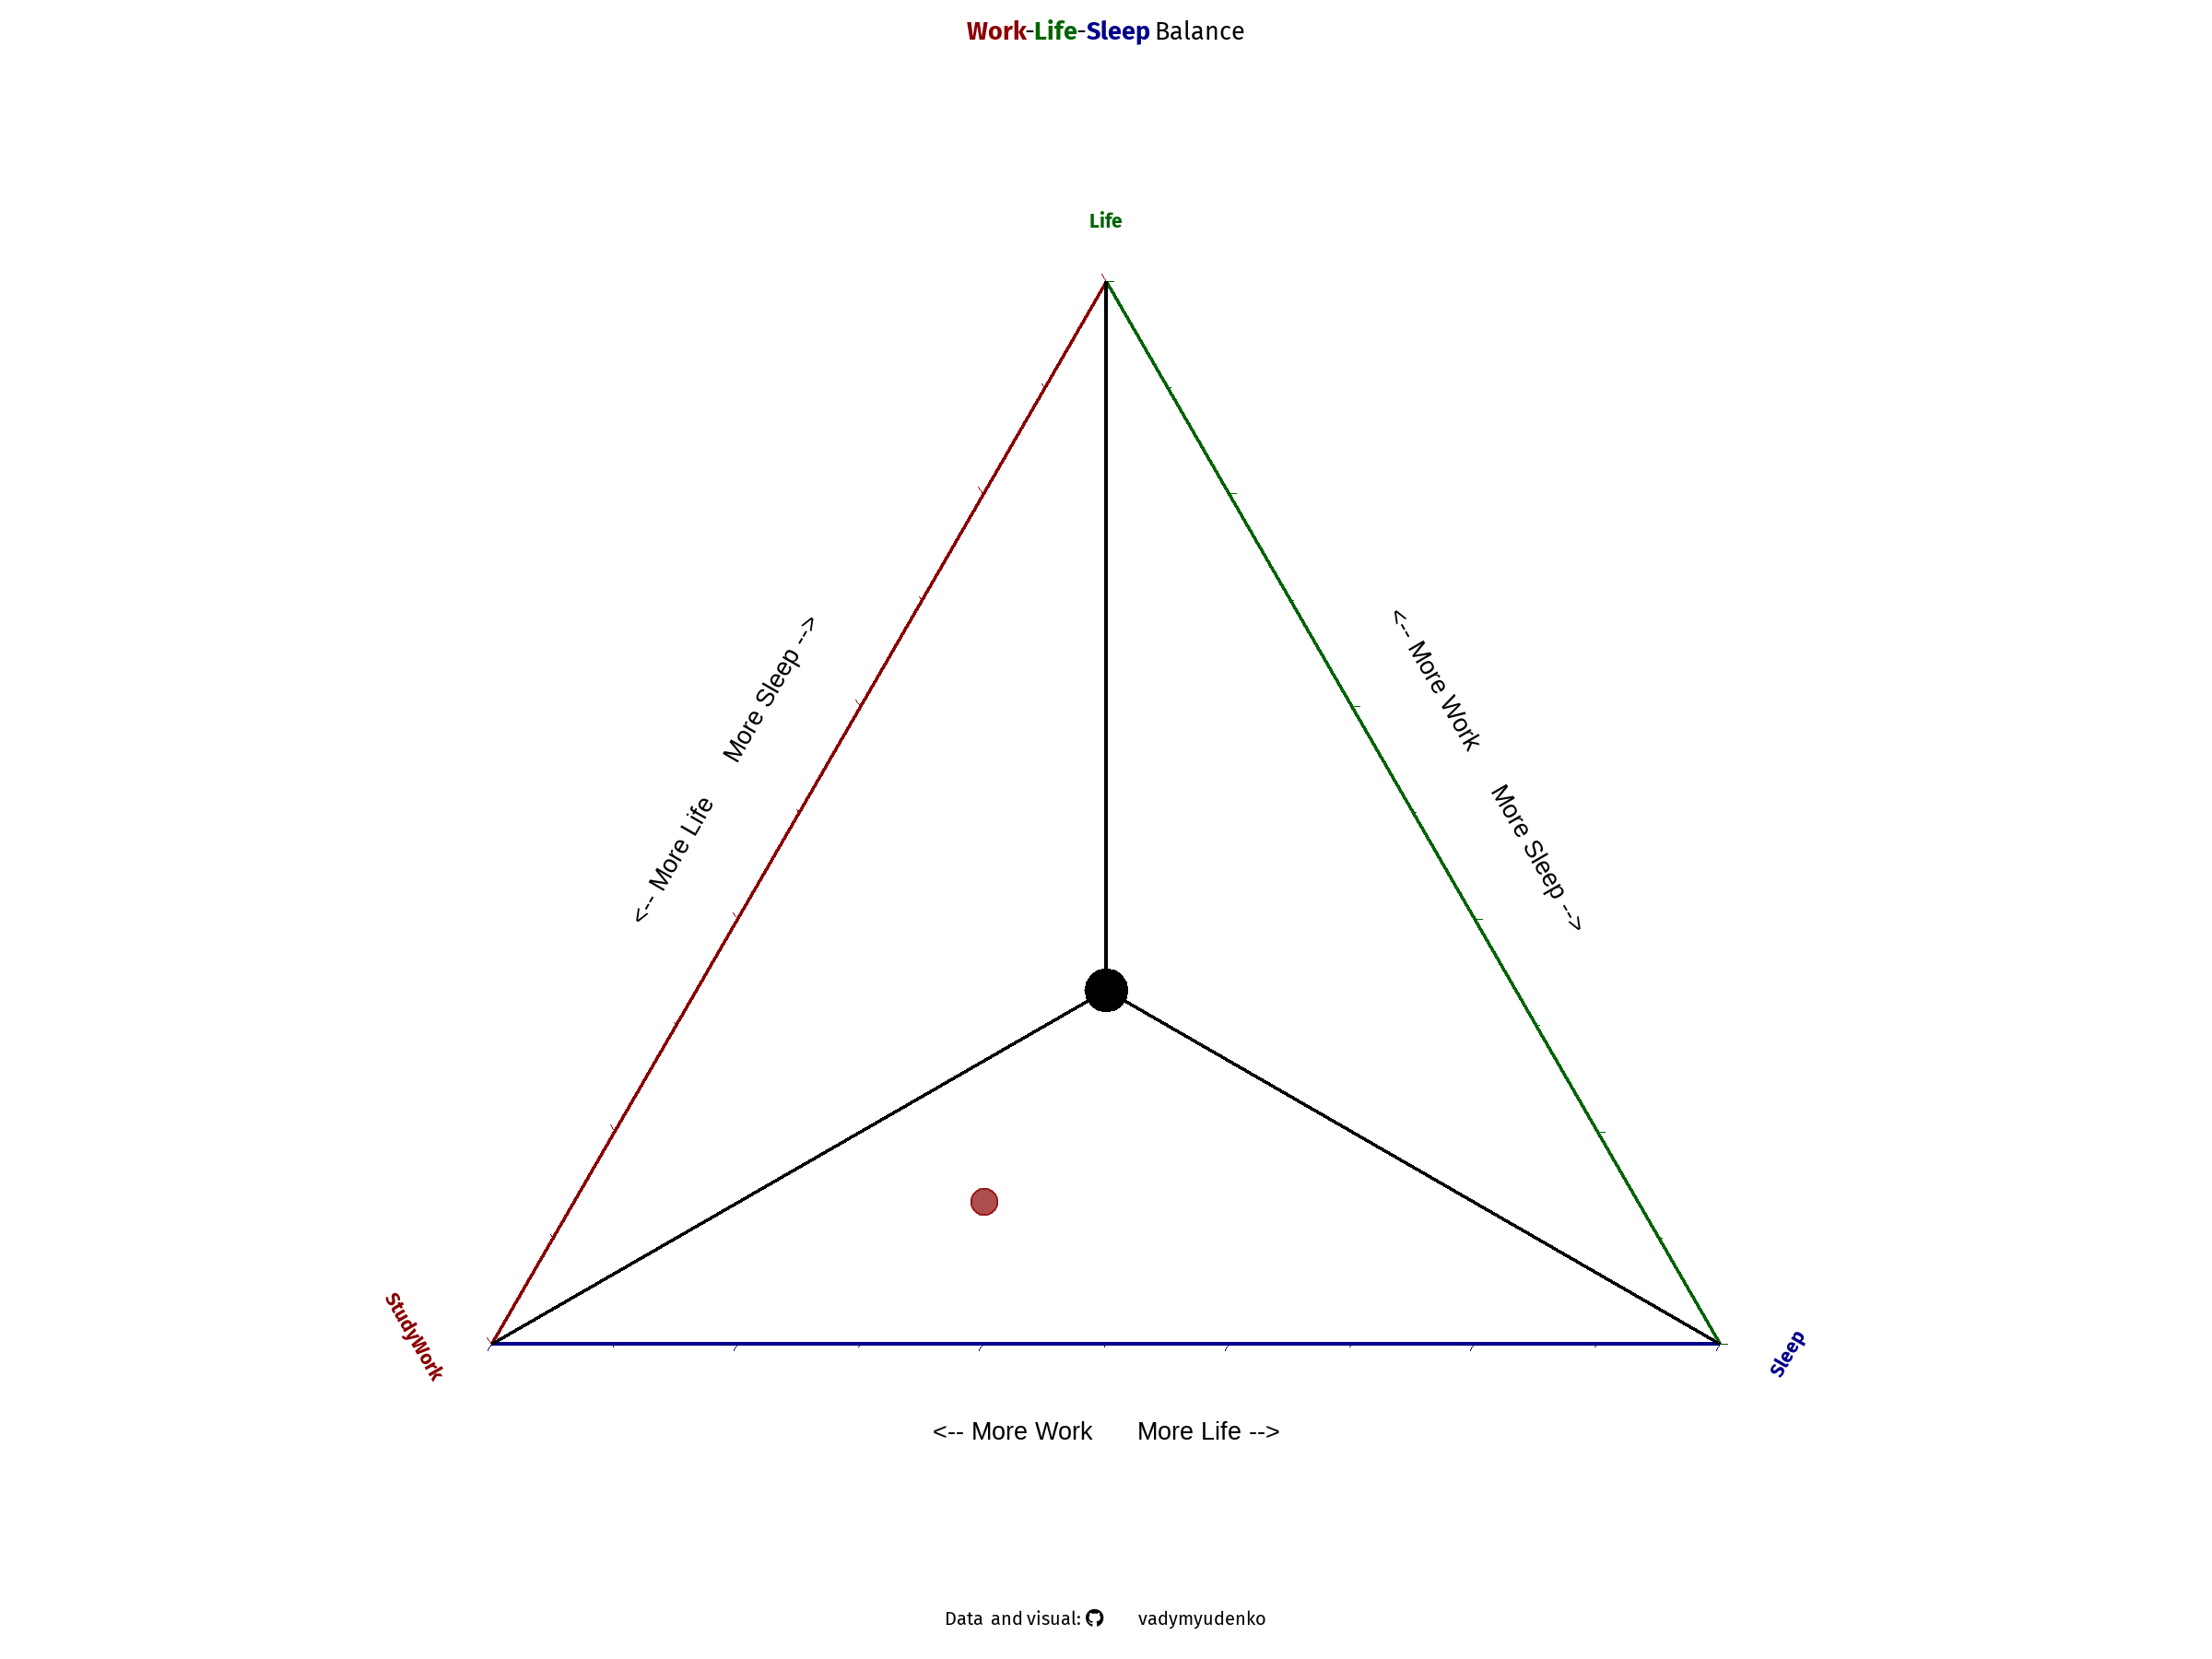 Work-Life-Sleep Balance
Life
More Sleep -->
<-- More Life
<-- More Work
More Sleep -->
StudyWork
Sleep
<-- More Work More Life -->
Data and visual: vadymyudenko